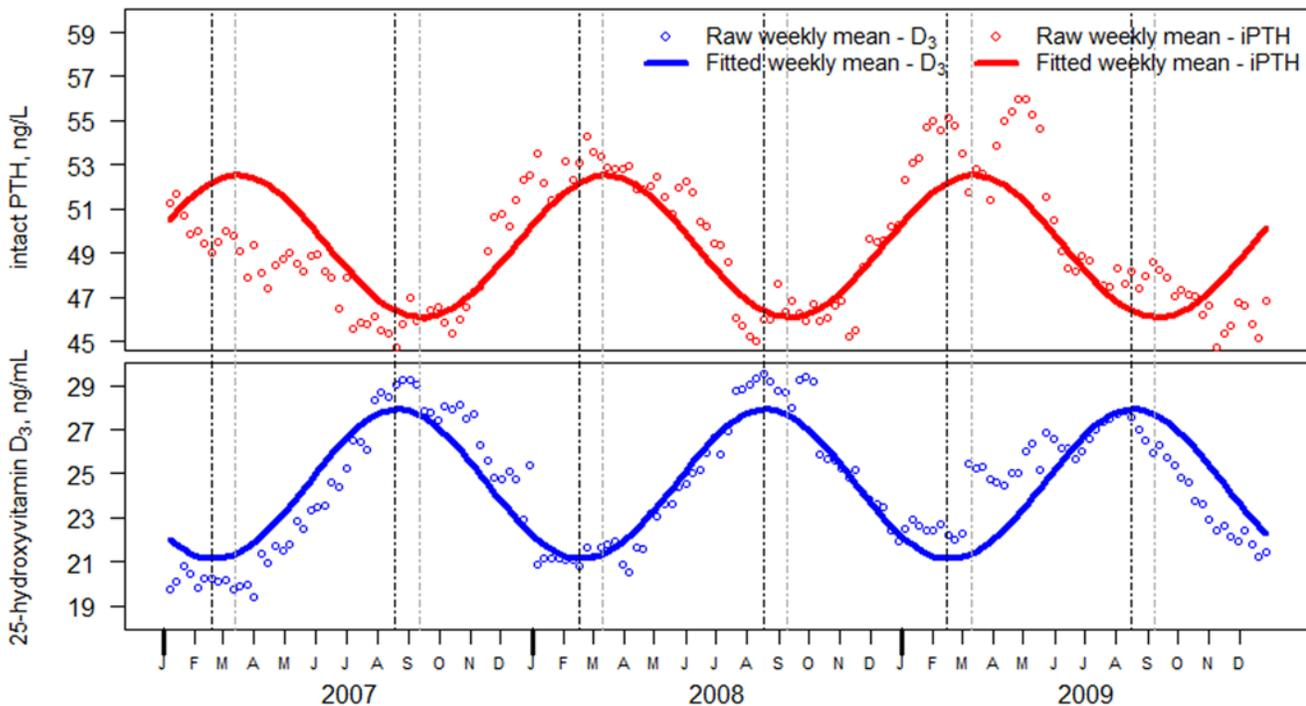 59
57
55
53
51
49
47
45
intact PTH, ng/L
Raw weekly mean - D3
Fitted weekly mean - D3
Raw weekly mean - iPTH
Fitted weekly mean - iPTH
29
27
25
23
21
19
25-hydroxyvitamin D3, ng/mL
J F M A M J J A S O N D J F M A M J J A S O N D J F M A M J J A S O N D
2007 2008 2009